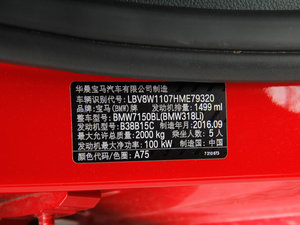 华晨宝马汽车有限公司制造
车辆识别代号: LBV8W1107HME79320
品牌: 宝马(BMW)牌 发动机排量: 1499 ml
整车型号: BMW7150BL(BMW318Li)
发动机型号: B38B15C 制造年月: 2016.09
最大允许总质量: 2000 kg 乘坐人数: 5人
发动机最大净功率: 100 kW 制造国: 中国
颜色代码/色盘: A75